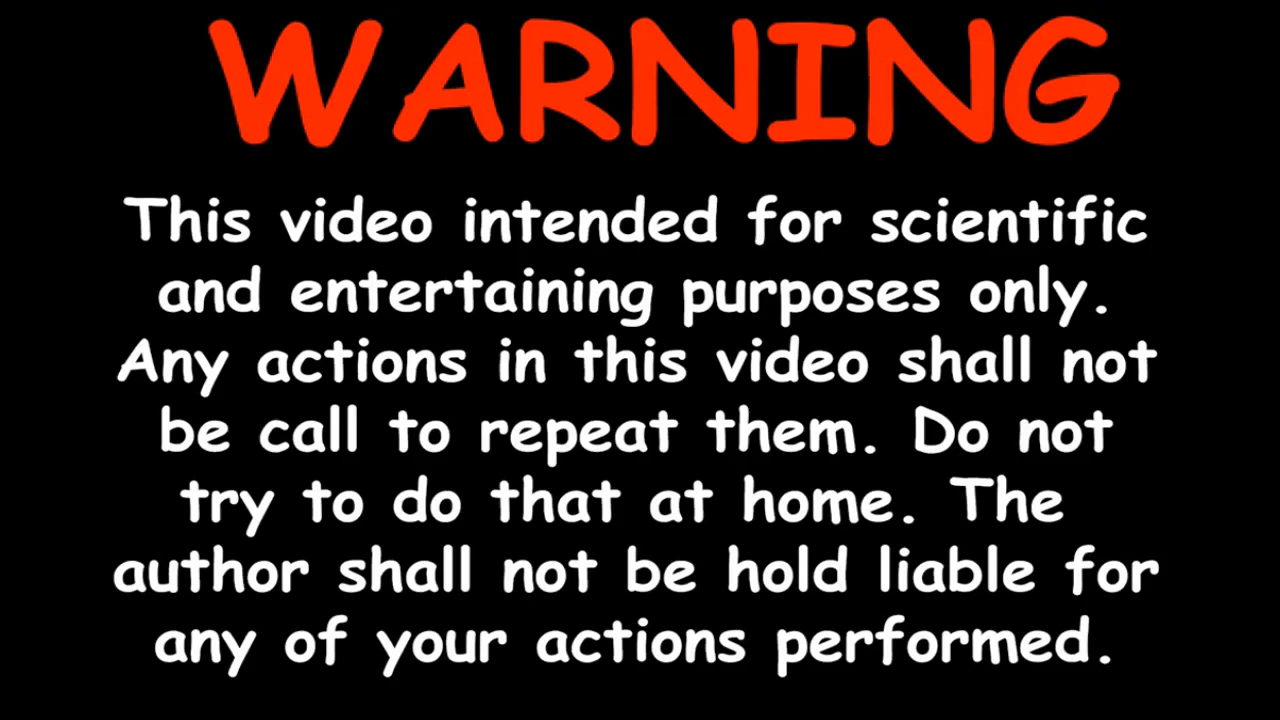 WARNING
This video intended for scientific
and entertaining purposes only.
Any actions in this video shall not
be call to repeat them. Do not
try to do that at home. The
author shall not be hold liable for
any of your actions performed.